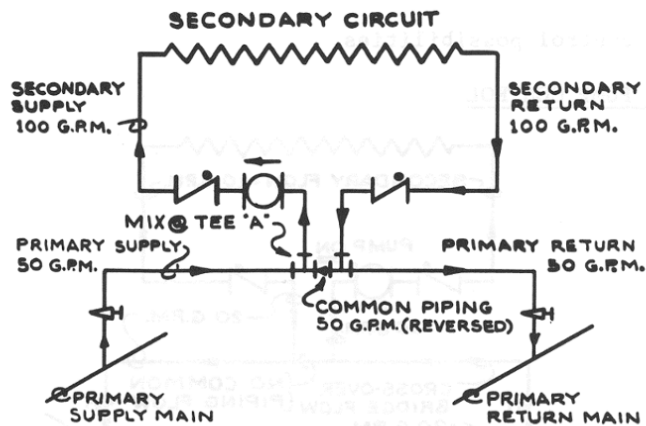 SECONDARY CIRCUIT
SECONDARY
SUPPLY
100 G.P.M.
SECONDARY
RETURN
100 G.P.M.
MIX@ TEE "A"
PRIMARY SUPPLY
50 G.P.M.
PRIMARY RETURN
50 G.P.M.
COMMON PIPING
50 G.P.M. (REVERSED)
PRIMARY
SUPPLY MAIN
PRIMARY
RETURN MAIN